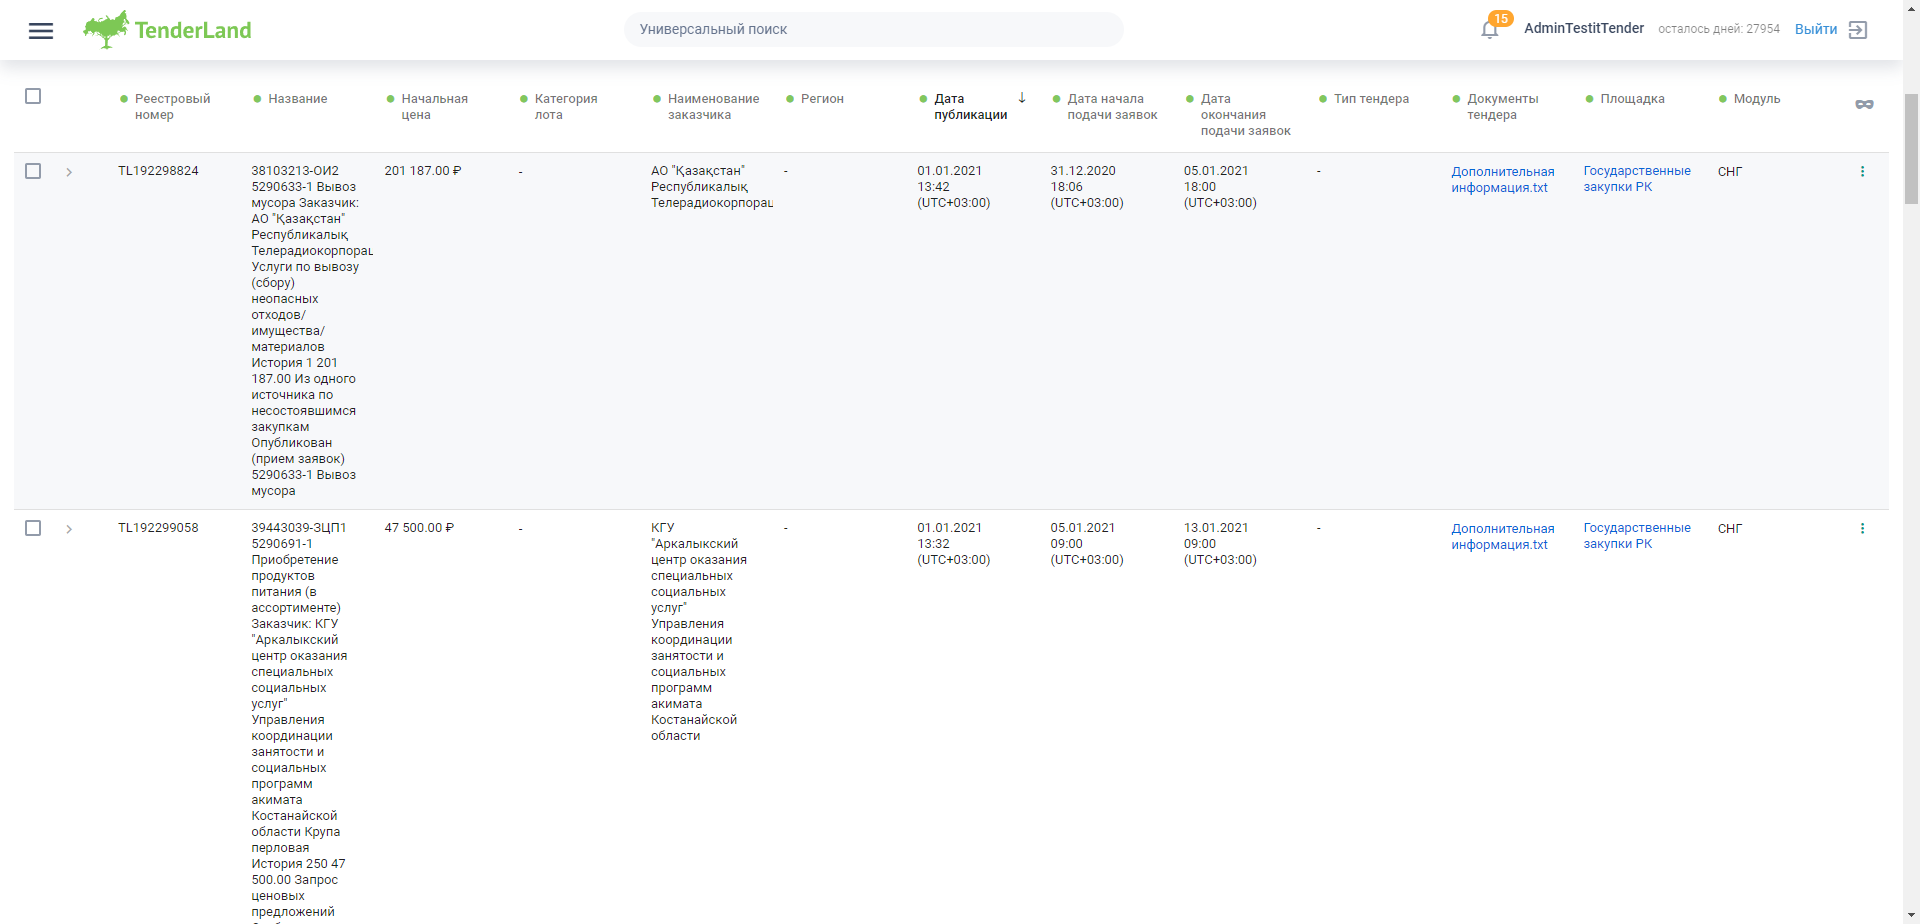 TenderLand
Универсальный поиск
15
AdminTestitTender
осталось дней: 27954
Выйти
Реестровый
номер
Название
Начальная
цена
Категория
лота
Наименование
заказчика
Регион
Дата
публикации
Дата начала
подачи заявок
Дата
окончания
подачи заявок
Тип тендера
Документы
тендера
Площадка
Модуль
TL192298824
38103213-ОИ2
5290633-1 Вывоз
мусора Заказчик:
АО "Қазақстан"
Республикалық
Телерадиокорпорац
Услуги по вывозу
(сбору)
неопасных
отходов/
имущества/
материалов
История 1 201
187.00 Из одного
источника по
несостоявшимся
закупкам
Опубликован
(прием заявок)
5290633-1 Вывоз
мусора
201 187.00 ₽
-
АО "Қазақстан"
Республикалық
Телерадиокорпорац
-
01.01.2021
13:42
(UTC+03:00)
31.12.2020
18:06
(UTC+03:00)
05.01.2021
18:00
(UTC+03:00)
-
Дополнительная
информация.txt
Государственные
закупки РК
СНГ
TL192299058
39443039-ЗЦП1
5290691-1
Приобретение
продуктов
питания (в
ассортименте)
Заказчик: КГУ
"Аркалыкский
центр оказания
специальных
социальных
услуг"
Управления
координации
занятости и
социальных
программ
акимата
Костанайской
области Крупа
перловая
История 250 47
500.00 Запрос
ценовых
предложений
47 500.00 ₽
-
КГУ
"Аркалыкский
центр оказания
специальных
социальных
услуг"
Управления
координации
занятости и
социальных
программ
акимата
Костанайской
области
-
01.01.2021
13:32
(UTC+03:00)
05.01.2021
09:00
(UTC+03:00)
13.01.2021
09:00
(UTC+03:00)
-
Дополнительная
информация.txt
Государственные
закупки РК
СНГ